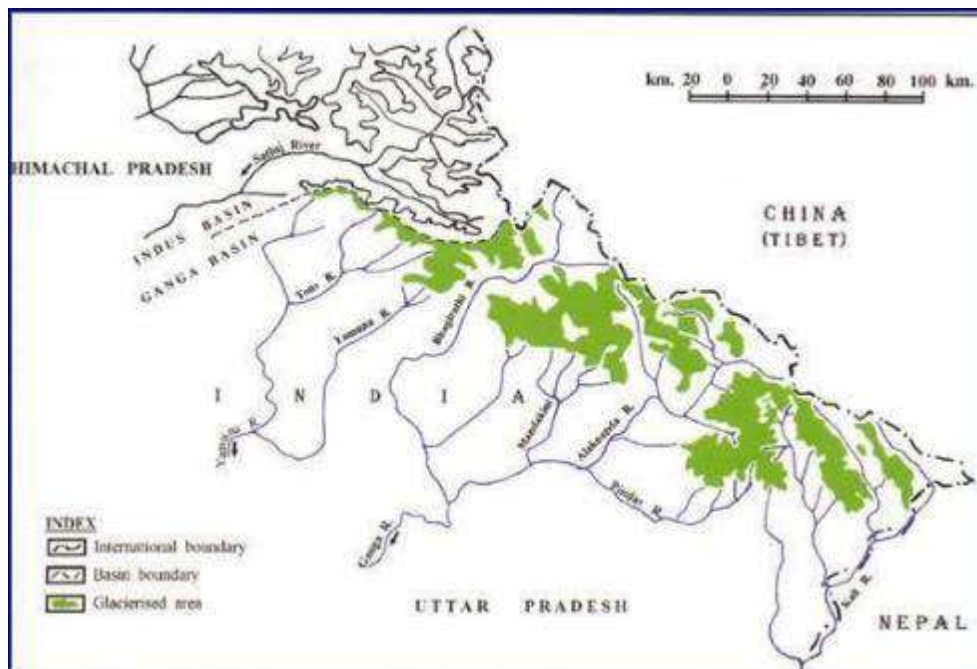 km. 20 0 20 40 60 80 100 km.
Satluj River
HIMACHAL PRADESH
CHINA
(TIBET)
INDUS BASIN
GANGA BASIN
Tons R.
Yamuna R.
Bhagirathi R.
I N D I A
Mandakini
Alaknanda R.
Yamuna R.
Pindar R.
Ganga R.
INDEX
International boundary
Basin boundary
Glacierised area
UTTAR PRADESH
Kali R.
NEPAL